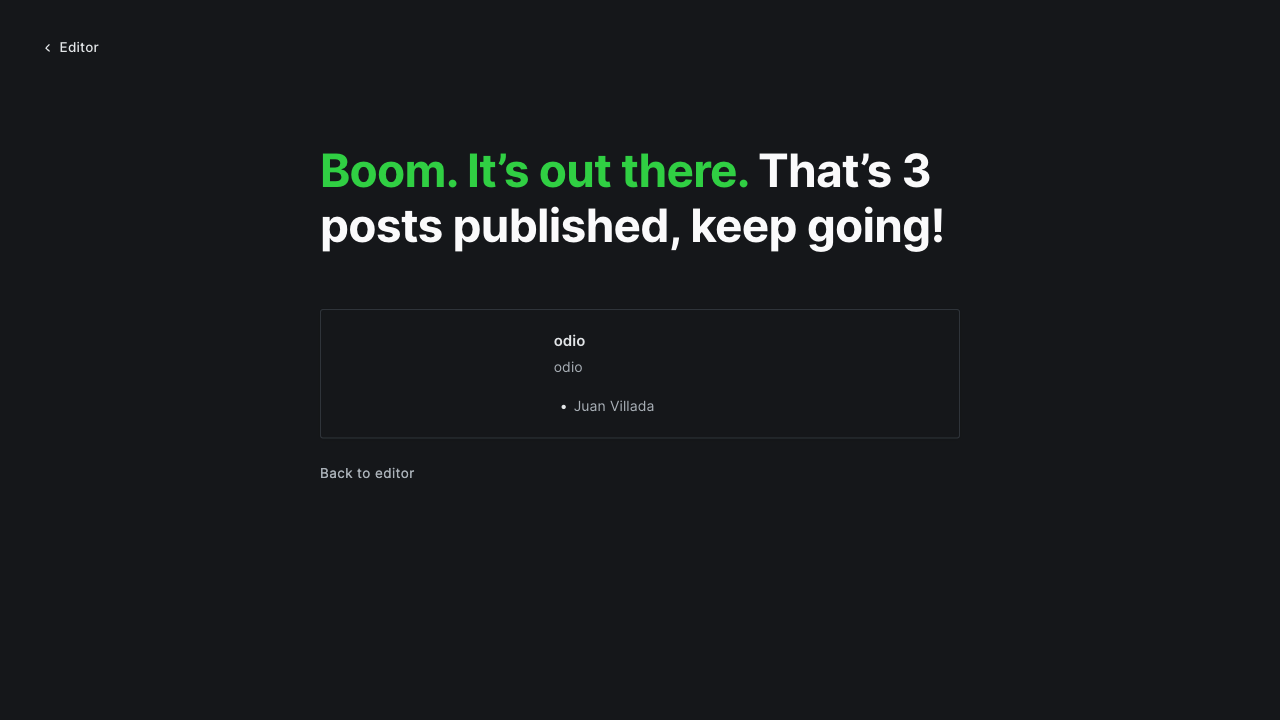 Editor
Boom. It’s out there. That’s 3
posts published, keep going!
odio
odio
• Juan Villada
Back to editor